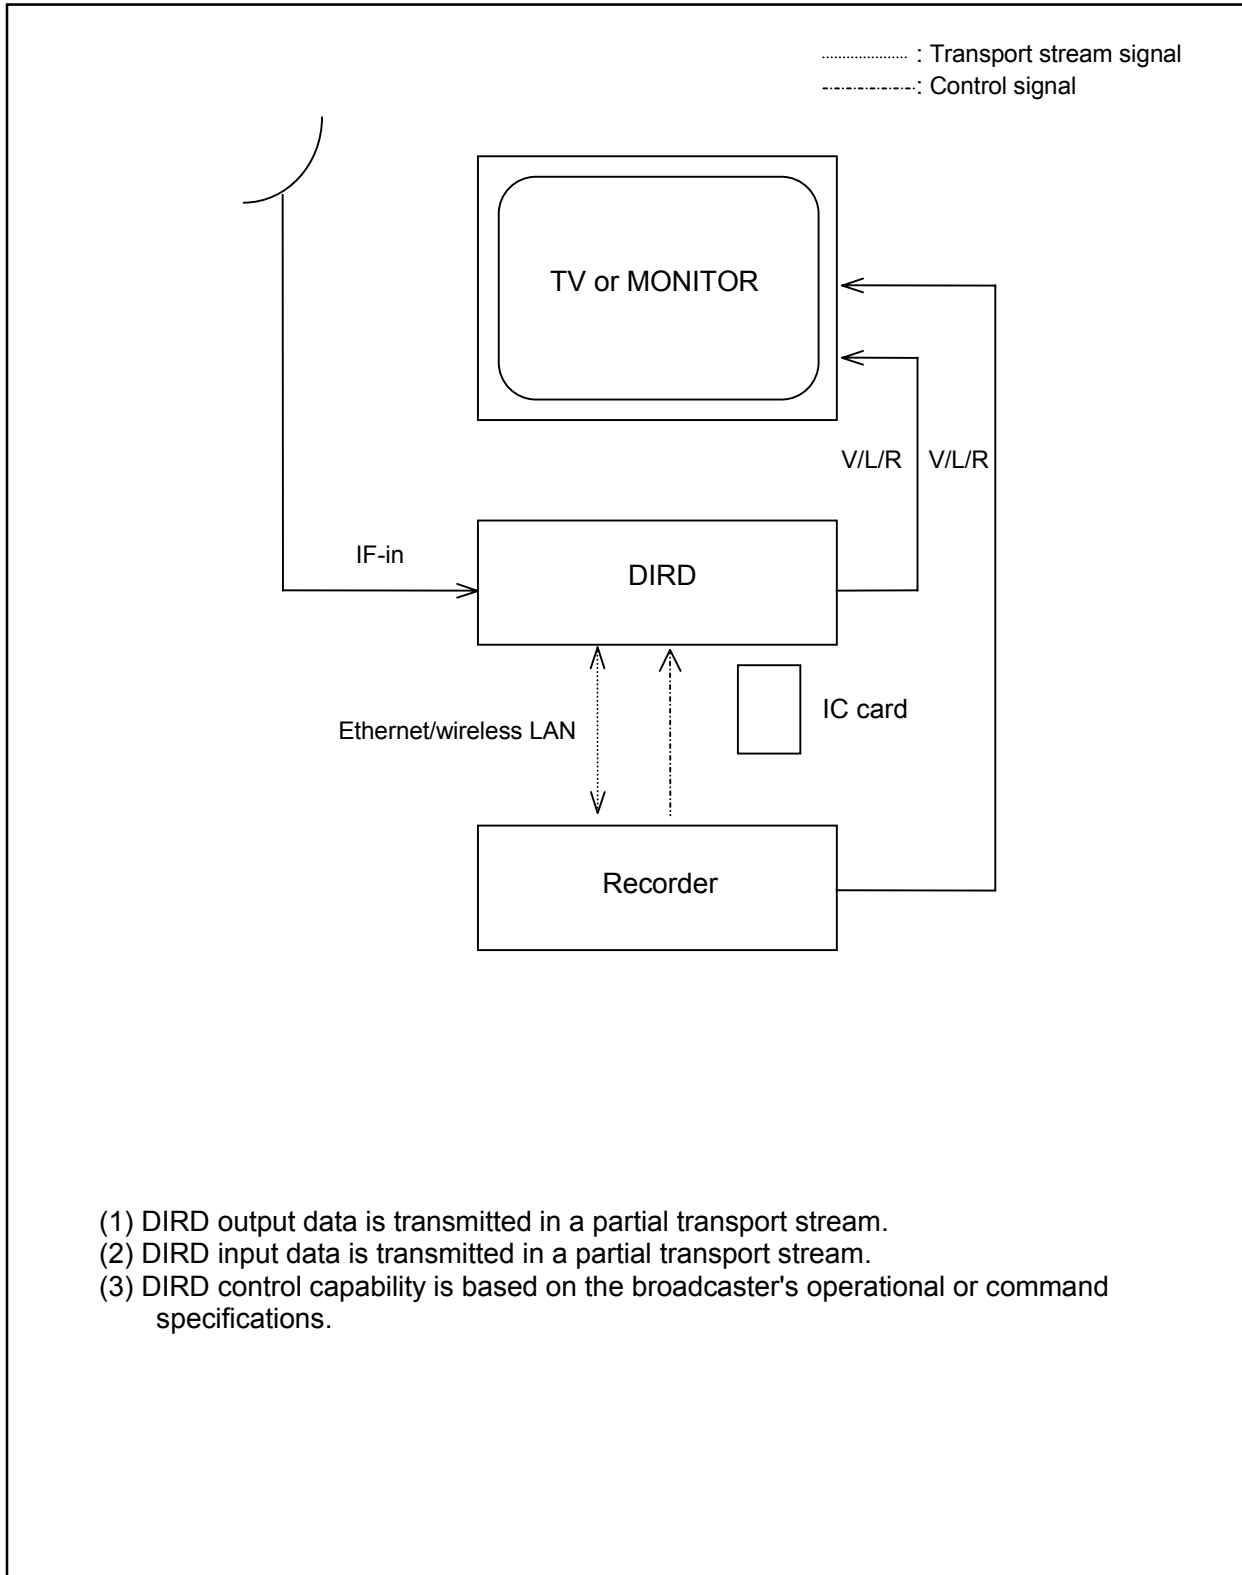 : Transport stream signal
: Control signal
TV or MONITOR
V/L/R
V/L/R
IF-in
DIRD
IC card
Ethernet/wireless LAN
Recorder
(1) DIRD output data is transmitted in a partial transport stream.
(2) DIRD input data is transmitted in a partial transport stream.
(3) DIRD control capability is based on the broadcaster's operational or command
specifications.